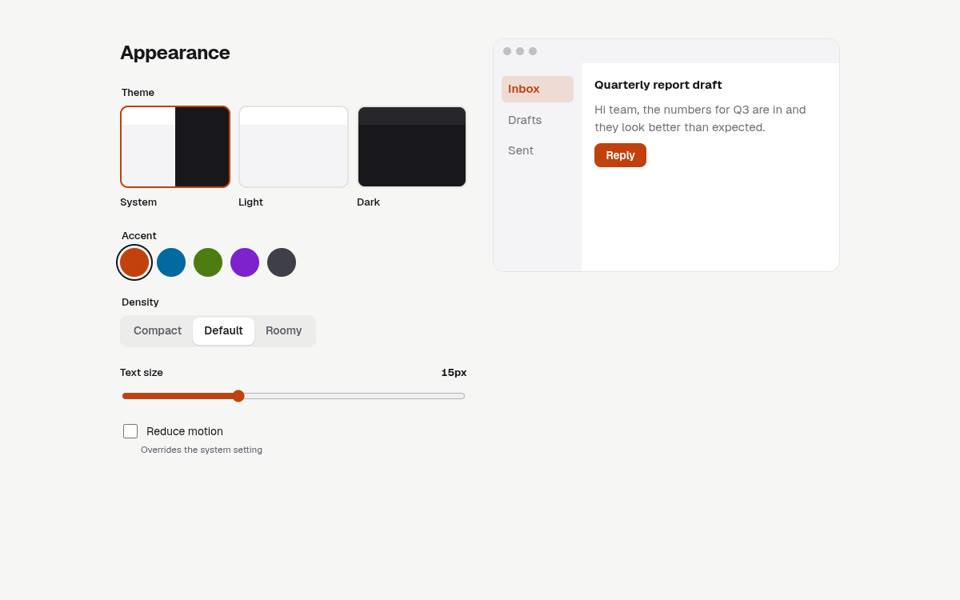 Appearance
Theme
System
Light
Dark
Accent
Density
Compact
Default
Roomy
Text size
15px
Reduce motion
Overrides the system setting
Inbox
Drafts
Sent
Quarterly report draft
Hi team, the numbers for Q3 are in and
they look better than expected.
Reply